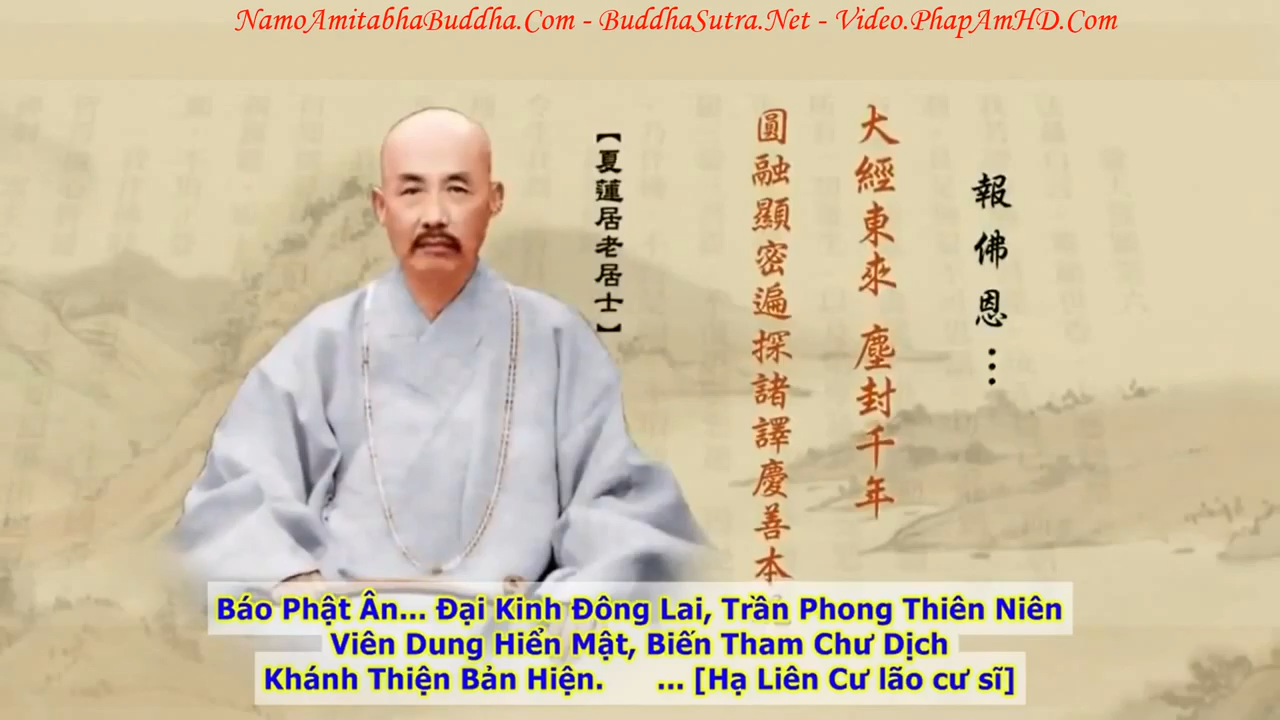 NamoAmitabhaBuddha.Com - BuddhaSutra.Net - Video.PhapAmHD.Com
報佛恩…
大經東來 塵封千年
圓融顯密遍探諸譯慶善本
【夏蓮居老居士】
Báo Phật Ân... Đại Kinh Đông Lai, Trần Phong Thiên Niên
Viên Dung Hiển Mật, Biến Tham Chư Dịch
Khánh Thiện Bản Hiện. ... [Hạ Liên Cư lão cư sĩ]